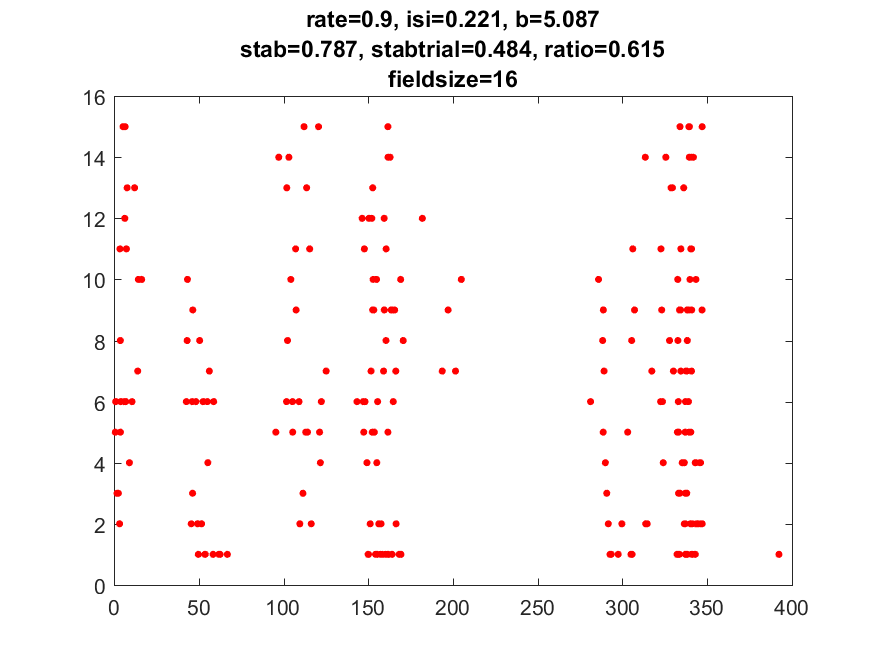 rate=0.9, isi=0.221, b=5.087
stab=0.787, stabtrial=0.484, ratio=0.615
fieldsize=16
16
14
12
10
8
6
4
2
0
0 50 100 150 200 250 300 350 400